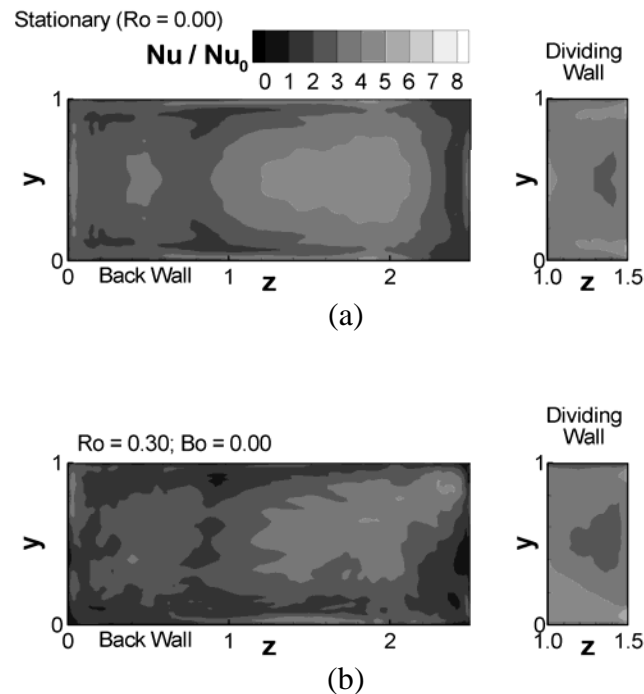 Stationary (Ro = 0.00)
Nu / Nu0
0 1 2 3 4 5 6 7 8
Dividing
Wall
1
y
0
0 1 2
Back Wall
z
1
y
0
1.0 1.5
z
(a)
Ro = 0.30; Bo = 0.00
Dividing
Wall
1
y
0
0 1 2
Back Wall
z
1
y
0
1.0 1.5
z
(b)